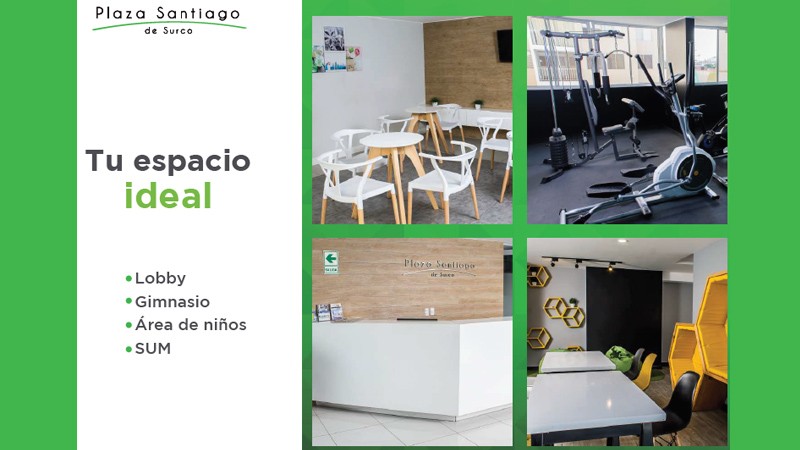 Plaza Santiago
de Surco
Tu espacio
ideal
Lobby
Gimnasio
Área de niños
SUM
Plaza Santiago
de Surco